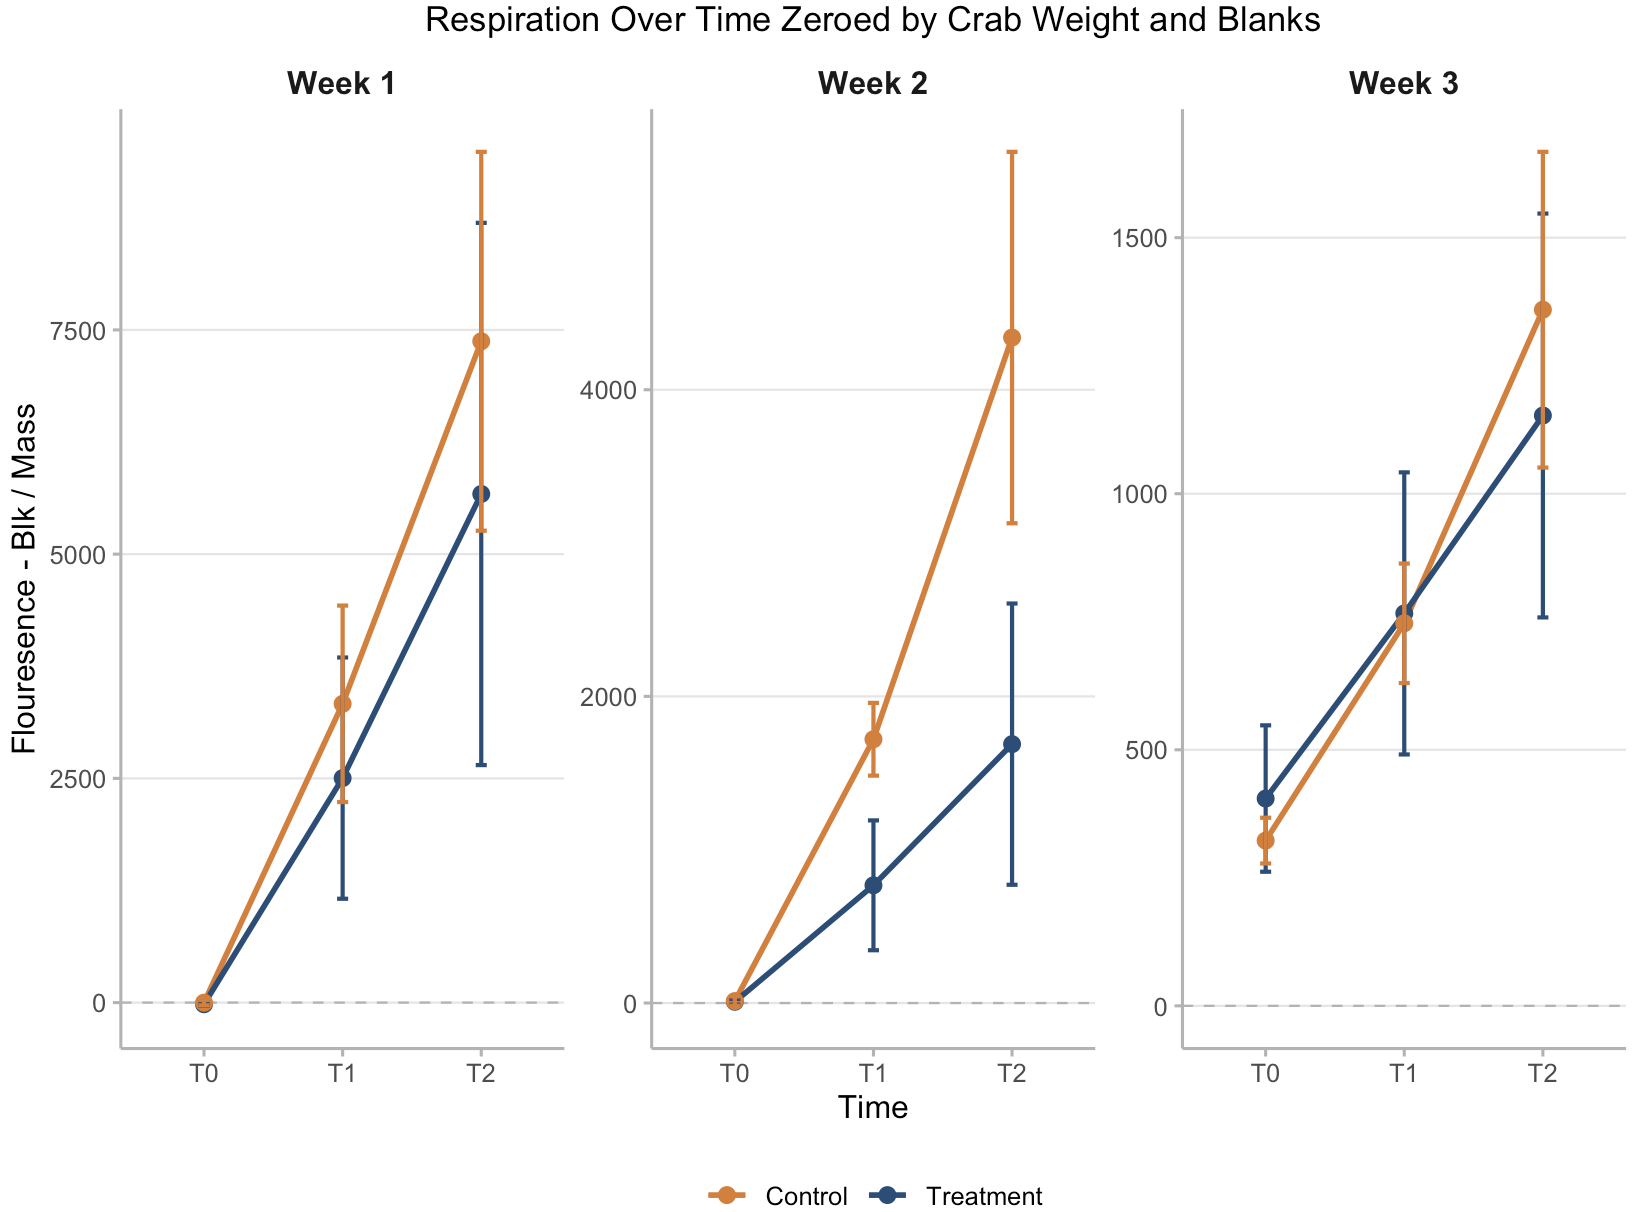 Respiration Over Time Zeroed by Crab Weight and Blanks
Week 1
Week 2
Week 3
Flouresence - Blk / Mass
7500
5000
2500
0
4000
2000
0
1500
1000
500
0
T0 T1 T2
T0 T1 T2
T0 T1 T2
Time
Control Treatment